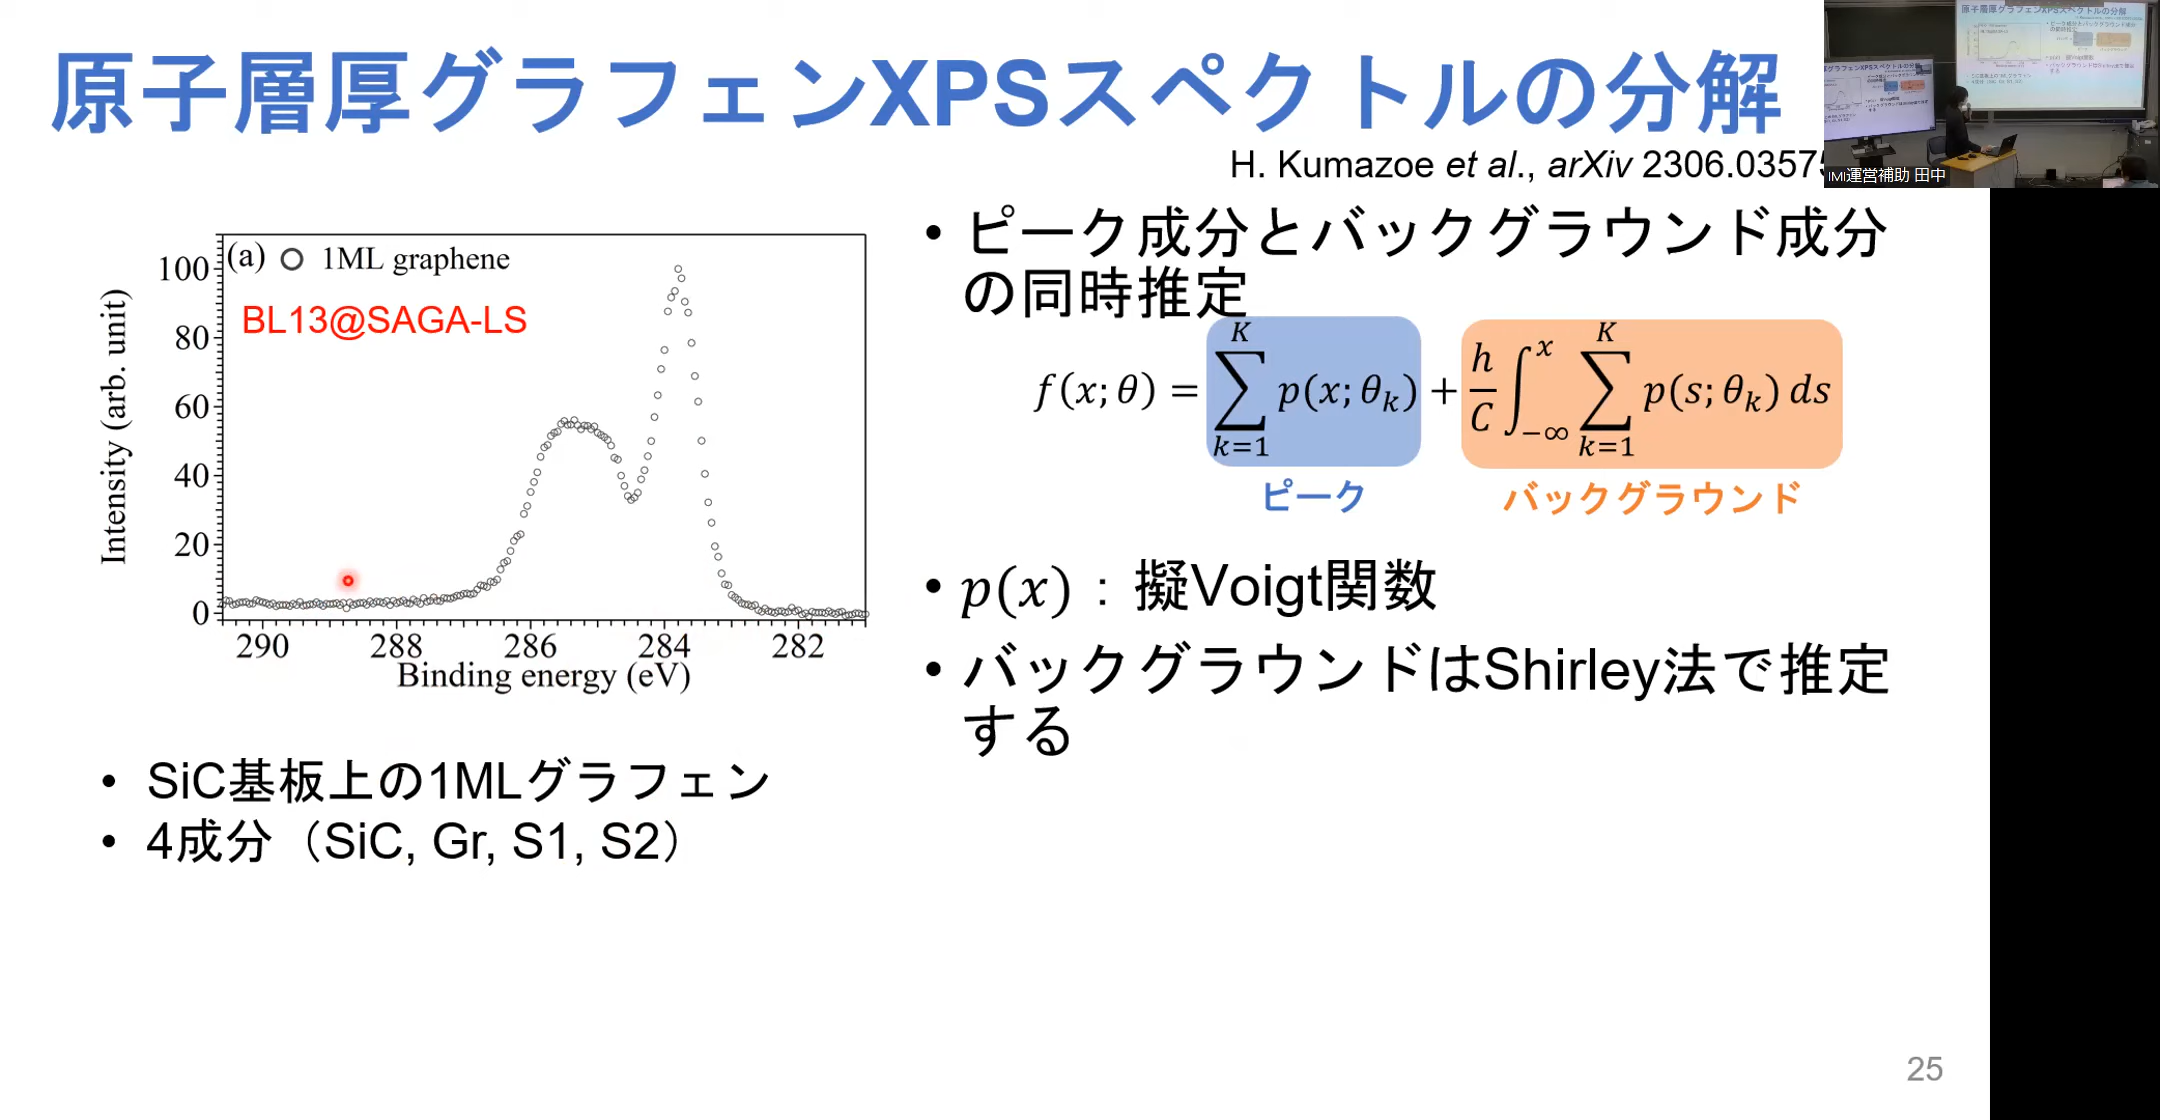 原子層厚グラフェンXPSスペクトルの分解
H. Kumazoe et al., arXiv 2306.03575
IMI運営補助 田中
(a) ○ 1ML graphene
BL13@SAGA-LS
Intensity (arb. unit)
100
80
60
40
20
0
290 288 286 284 282
Binding energy (eV)
• SiC基板上の1MLグラフェン
• 4成分（SiC, Gr, S1, S2）
• ピーク成分とバックグラウンド成分
の同時推定
f(x; θ) = ∑_{k=1}^{K} p(x; θ_k) + h/C ∫_{−∞}^{x} ∑_{k=1}^{K} p(s; θ_k) ds
ピーク
バックグラウンド
• p(x)：擬Voigt関数
• バックグラウンドはShirley法で推定
する
25